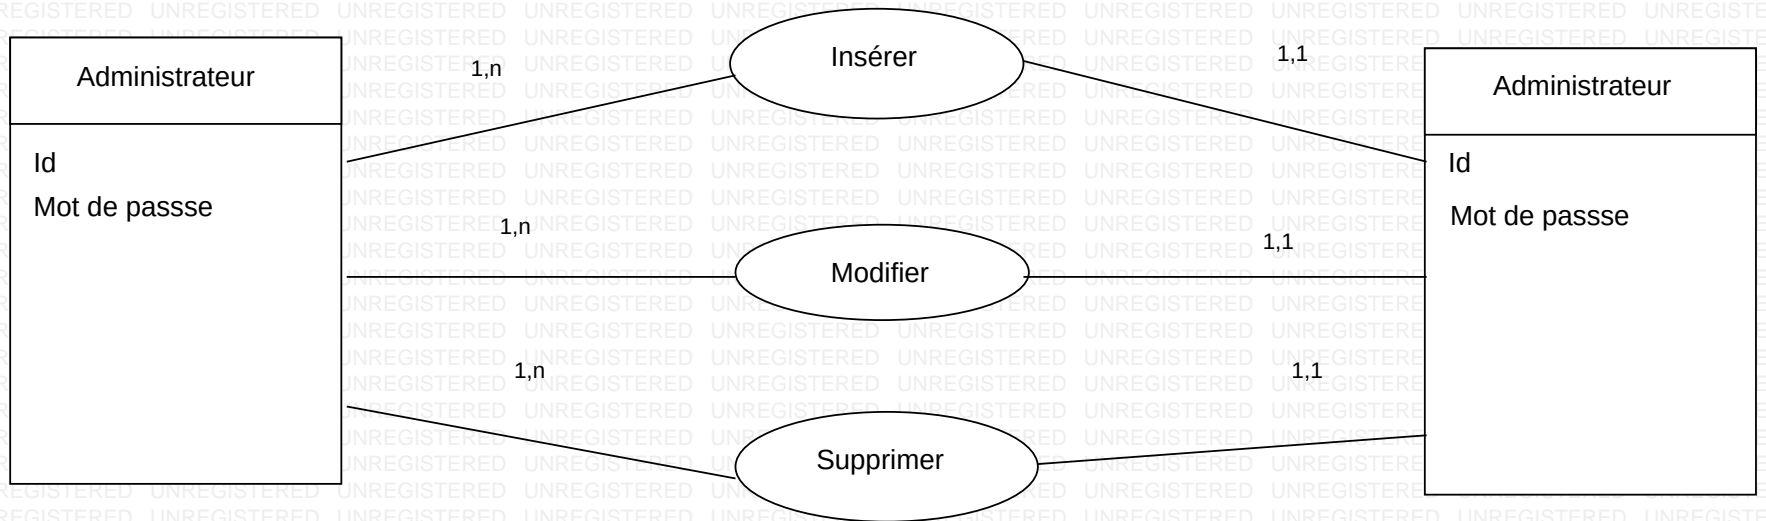 Administrateur
Id
Mot de passse
1,n
Insérer
1,1
1,n
Modifier
1,1
1,n
Supprimer
1,1
Administrateur
Id
Mot de passse
UNREGISTERED